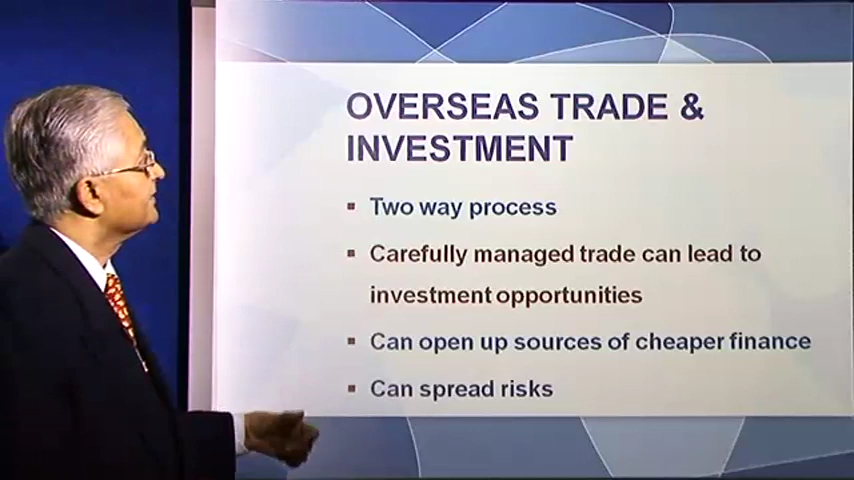 OVERSEAS TRADE &
INVESTMENT
▪ Two way process
▪ Carefully managed trade can lead to
investment opportunities
▪ Can open up sources of cheaper finance
▪ Can spread risks